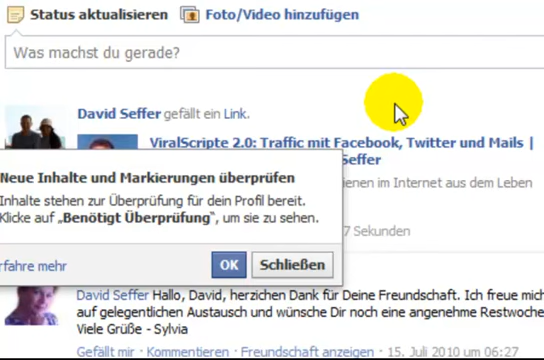 Status aktualisieren Foto/Video hinzufügen
Was machst du gerade?
David Seffer gefällt ein Link.
ViralScripte 2.0: Traffic mit Facebook, Twitter und Mails |
Seffer
Neue Inhalte und Markierungen überprüfen
ienen im Internet aus dem Leben
Inhalte stehen zur Überprüfung für dein Profil bereit.
Klicke auf „Benötigt Überprüfung“, um sie zu sehen.
7 Sekunden
rfahre mehr
OK Schließen
David Seffer Hallo, David, herzichen Dank für Deine Freundschaft. Ich freue mich
auf gelegentlichen Austausch und wünsche Dir noch eine angenehme Restwoche
Viele Grüße - Sylvia
Gefällt mir · Kommentieren · Freundschaft anzeigen · 15. Juli 2010 um 06:27